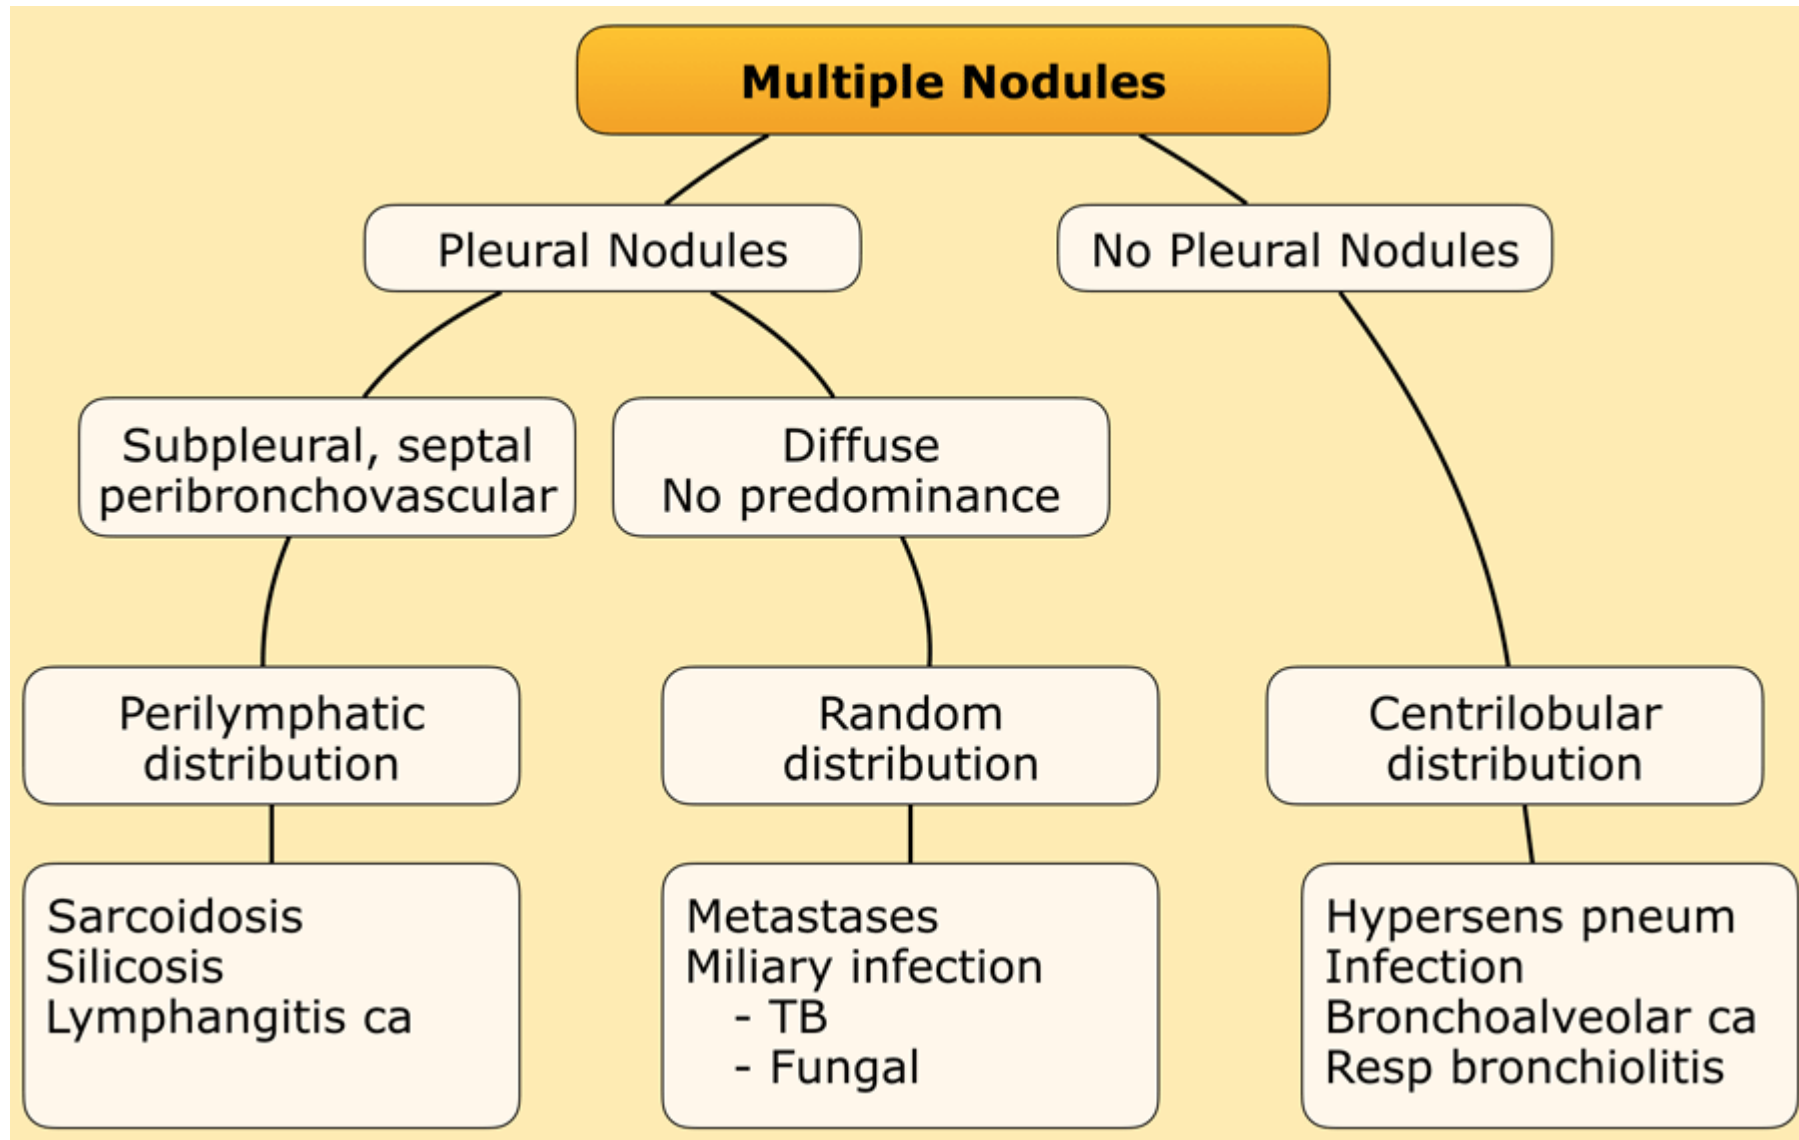 Multiple Nodules
Pleural Nodules
No Pleural Nodules
Subpleural, septal
peribronchovascular
Diffuse
No predominance
Perilymphatic
distribution
Random
distribution
Centrilobular
distribution
Sarcoidosis
Silicosis
Lymphangitis ca
Metastases
Miliary infection
- TB
- Fungal
Hypersens pneum
Infection
Bronchoalveolar ca
Resp bronchiolitis